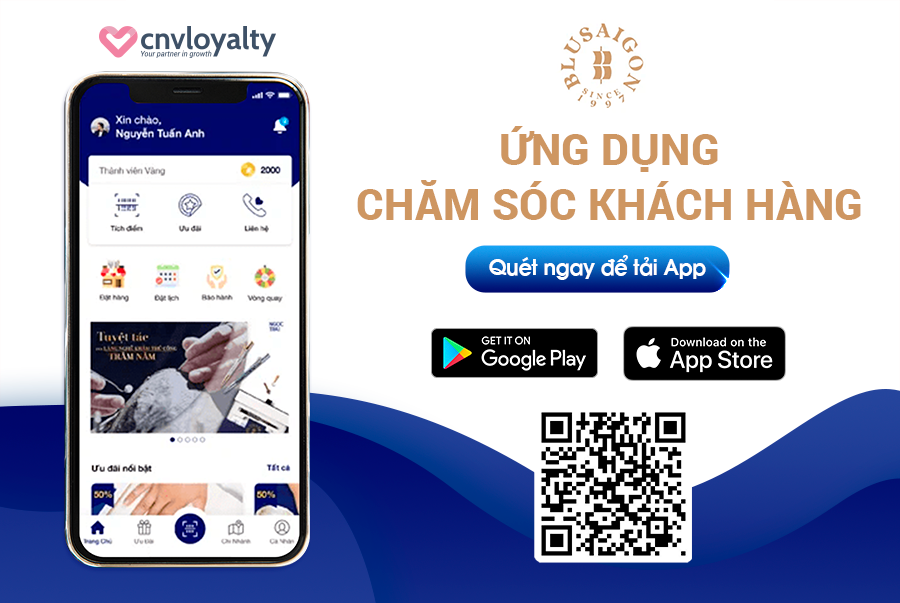 cnvloyalty
Your partner in growth
BLUSAIGON
SINCE
1997
ỨNG DỤNG
CHĂM SÓC KHÁCH HÀNG
Quét ngay để tải App
GET IT ON
Google Play
Download on the
App Store
Xin chào,
Nguyễn Tuấn Anh
Thành viên Vàng
2000
Tích điểm
Ưu đãi
Liên hệ
Đặt hàng
Đặt lịch
Bảo hành
Vòng quay
Tuyệt tác
LÀNG NGHỀ KHẢM THỦ CÔNG
TRĂM NĂM
NGỌC
Ưu đãi nổi bật
Tất cả
50%
50%
Trang Chủ
Ưu Đãi
Chi Nhánh
Cá Nhân